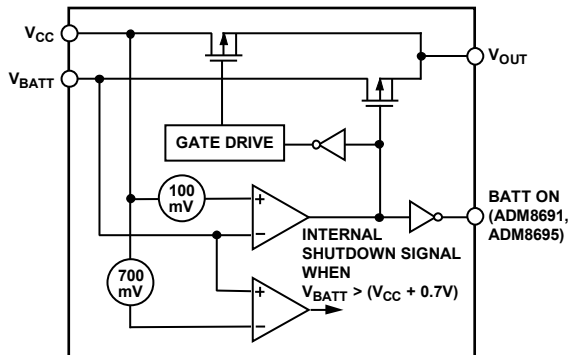 VCC
VBATT
VOUT
GATE DRIVE
100
mV
+
−
BATT ON
(ADM8691,
ADM8695)
INTERNAL
SHUTDOWN SIGNAL
WHEN
VBATT > (VCC + 0.7V)
700
mV
+
−